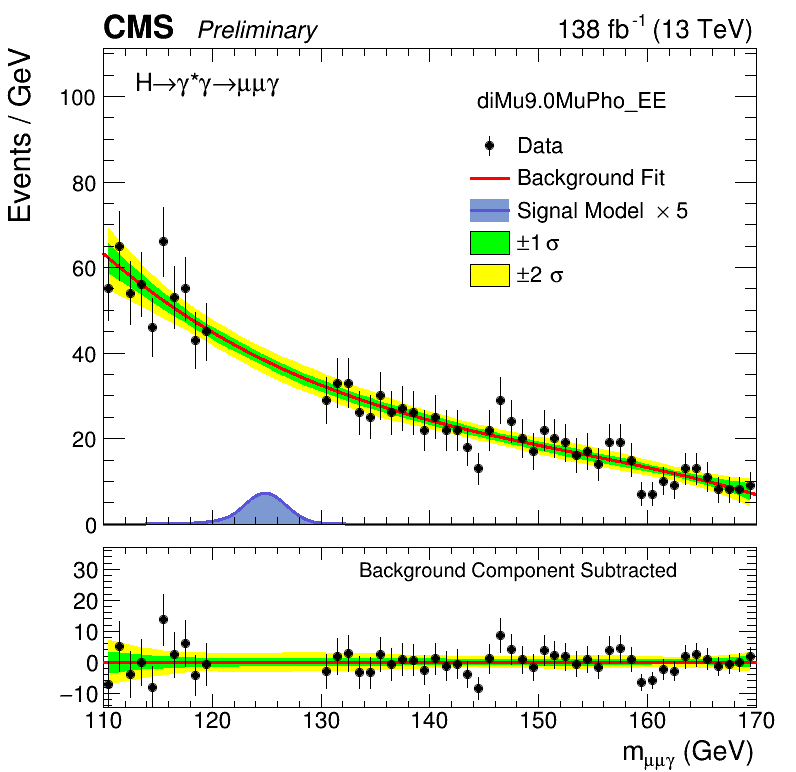 CMS Preliminary 138 fb⁻¹ (13 TeV)
H→γ*γ→μμγ
diMu9.0MuPho_EE
Data
Background Fit
Signal Model × 5
±1 σ
±2 σ
Events / GeV
100
80
60
40
20
0
Background Component Subtracted
30
20
10
0
−10
110 120 130 140 150 160 170
m_μμγ (GeV)